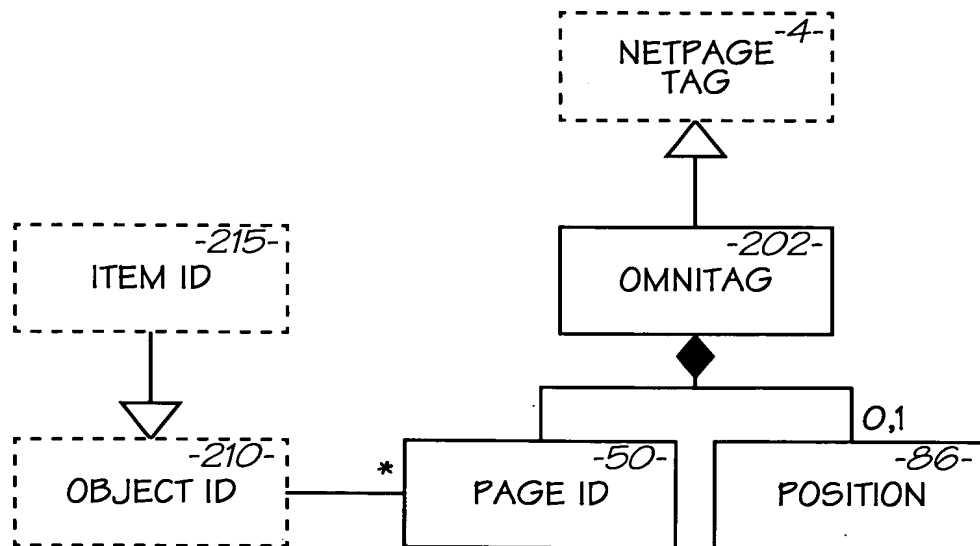 -4-
NETPAGE
TAG
-215-
ITEM ID
-202-
OMNITAG
0,1
-210-
OBJECT ID
*
-50-
PAGE ID
-86-
POSITION